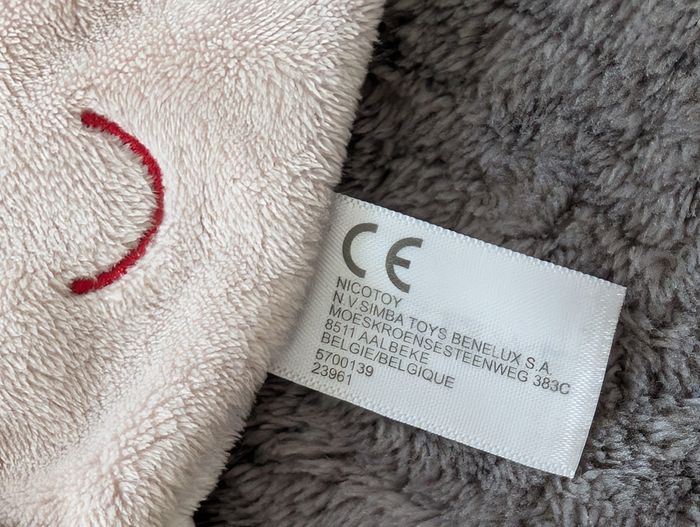 CE
NICOTOY
N.V SIMBA TOYS BENELUX S.A.
MOESKROENSESTEENWEG 383C
8511 AALBEKE
BELGIE/BELGIQUE
5700139
23961